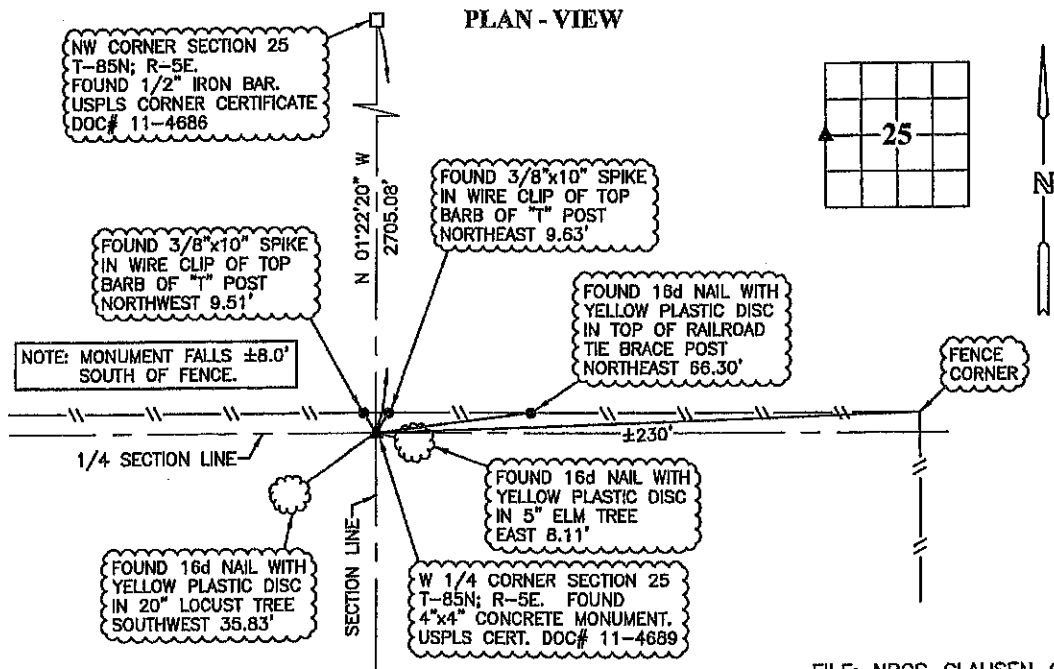 PLAN - VIEW
NW CORNER SECTION 25
T-85N; R-5E.
FOUND 1/2" IRON BAR.
USPLS CORNER CERTIFICATE
DOC# 11-4686
25
N
N 01°22'20" W
2705.08'
FOUND 3/8"x10" SPIKE
IN WIRE CLIP OF TOP
BARB OF "T" POST
NORTHEAST 9.63'
FOUND 3/8"x10" SPIKE
IN WIRE CLIP OF TOP
BARB OF "T" POST
NORTHWEST 9.51'
FOUND 16d NAIL WITH
YELLOW PLASTIC DISC
IN TOP OF RAILROAD
TIE BRACE POST
NORTHEAST 66.30'
NOTE: MONUMENT FALLS ±8.0'
SOUTH OF FENCE.
FENCE
CORNER
1/4 SECTION LINE
±230'
FOUND 16d NAIL WITH
YELLOW PLASTIC DISC
IN 5" ELM TREE
EAST 8.11'
FOUND 16d NAIL WITH
YELLOW PLASTIC DISC
IN 20" LOCUST TREE
SOUTHWEST 35.83'
SECTION LINE
W 1/4 CORNER SECTION 25
T-85N; R-5E. FOUND
4"x4" CONCRETE MONUMENT.
USPLS CERT. DOC# 11-4689